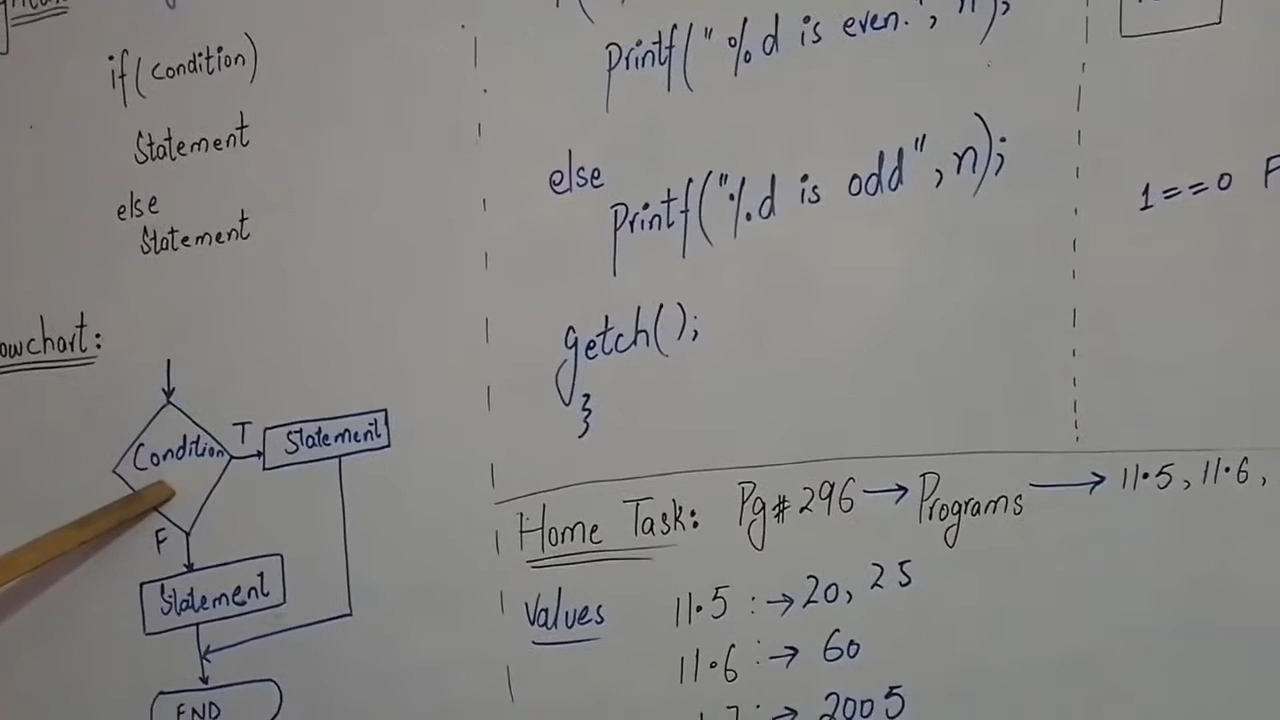 if(condition)
Statement
else
Statement
owchart:
Condition
T
Statement
F
Statement
END
Printf("%d is even.", n);
else
Printf("%d is odd", n);
getch();
}
1==0 F
Home Task: Pg# 296 → Programs → 11.5, 11.6,
Values 11.5 :→ 20, 25
11.6 :→ 60
→ 2005